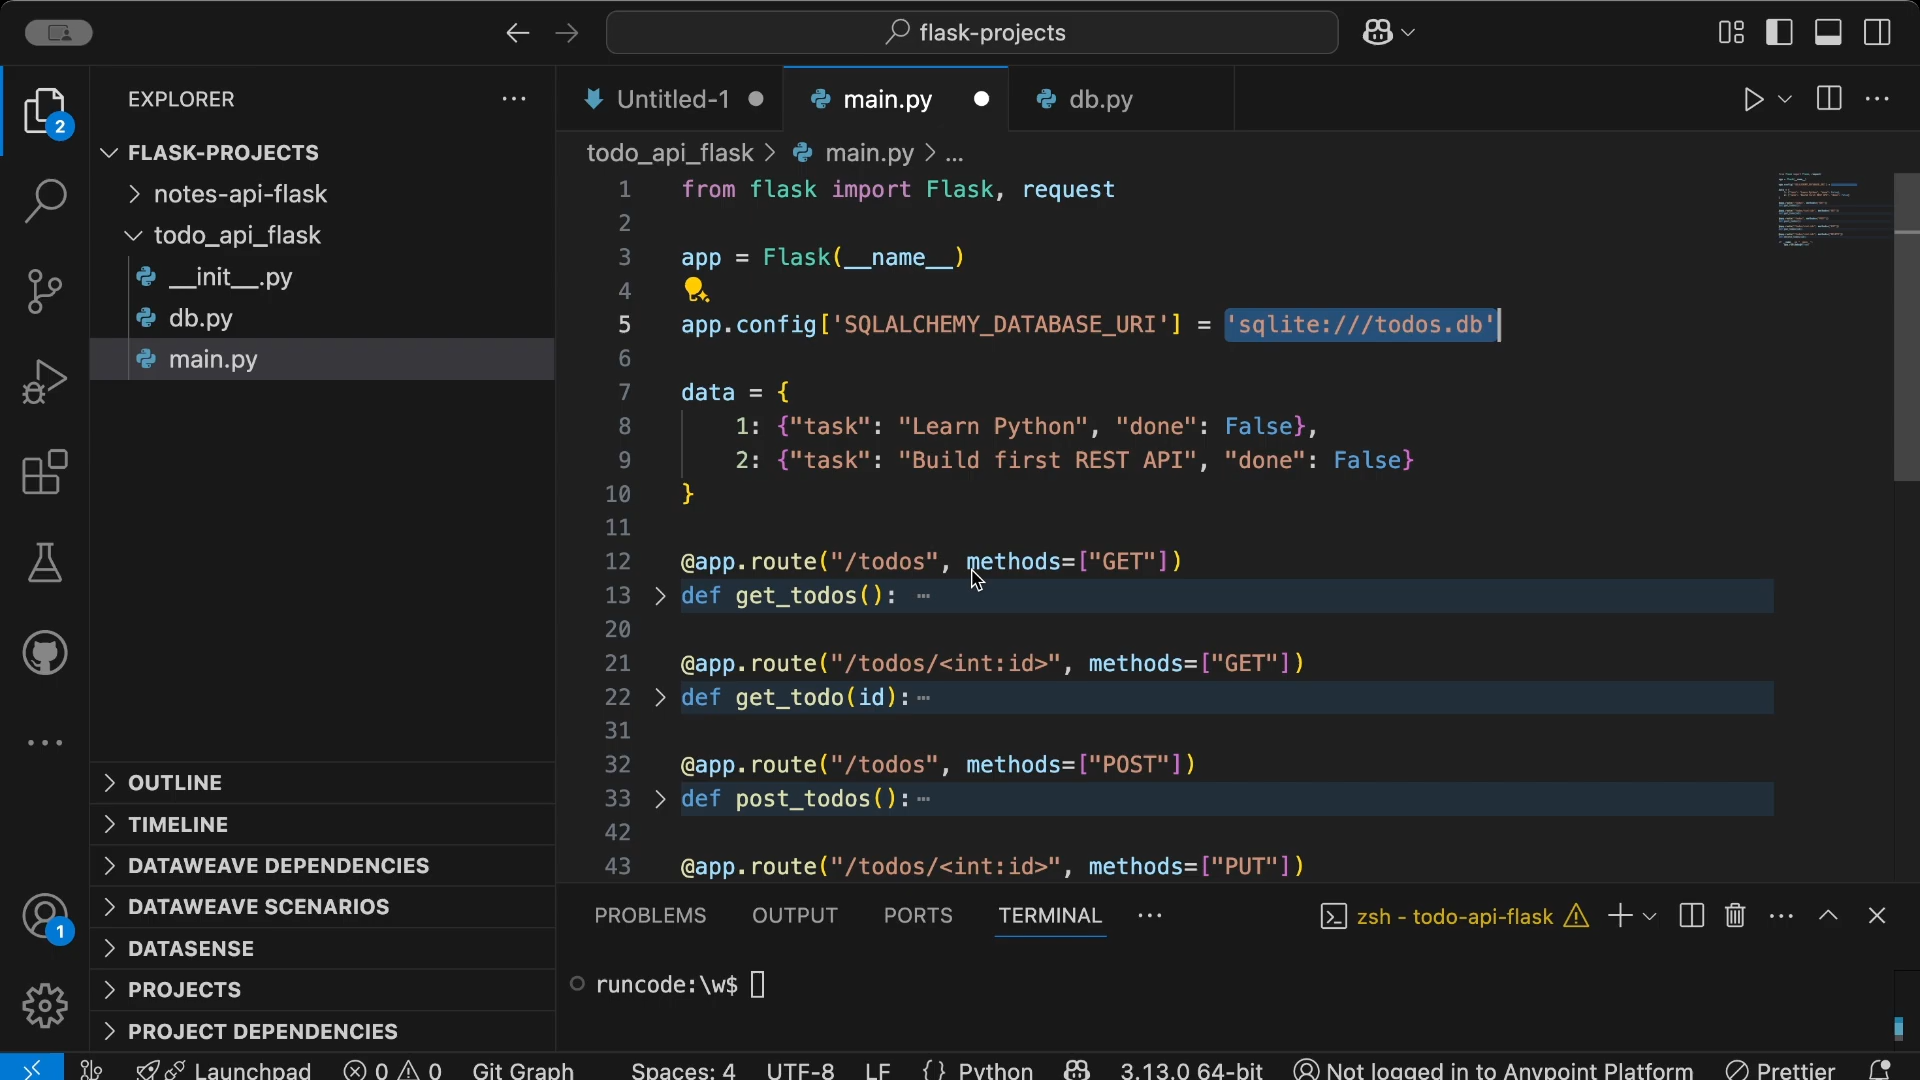 flask-projects
2
EXPLORER
FLASK-PROJECTS
notes-api-flask
todo_api_flask
__init__.py
db.py
main.py
OUTLINE
TIMELINE
DATAWEAVE DEPENDENCIES
DATAWEAVE SCENARIOS
DATASENSE
PROJECTS
PROJECT DEPENDENCIES
1
Untitled-1
main.py
db.py
todo_api_flask > main.py > ...
1 from flask import Flask, request
2
3 app = Flask(__name__)
4
5 app.config['SQLALCHEMY_DATABASE_URI'] = 'sqlite:///todos.db'
6
7 data = {
8 1: {"task": "Learn Python", "done": False},
9 2: {"task": "Build first REST API", "done": False}
10 }
11
12 @app.route("/todos", methods=["GET"])
13 def get_todos(): ⋯
20
21 @app.route("/todos/<int:id>", methods=["GET"])
22 def get_todo(id):⋯
31
32 @app.route("/todos", methods=["POST"])
33 def post_todos():⋯
42
43 @app.route("/todos/<int:id>", methods=["PUT"])
PROBLEMS OUTPUT PORTS TERMINAL
zsh - todo-api-flask
runcode:\w$
Launchpad 0 0 Git Graph Spaces: 4 UTF-8 LF {} Python 3.13.0 64-bit Not logged in to Anypoint Platform Prettier